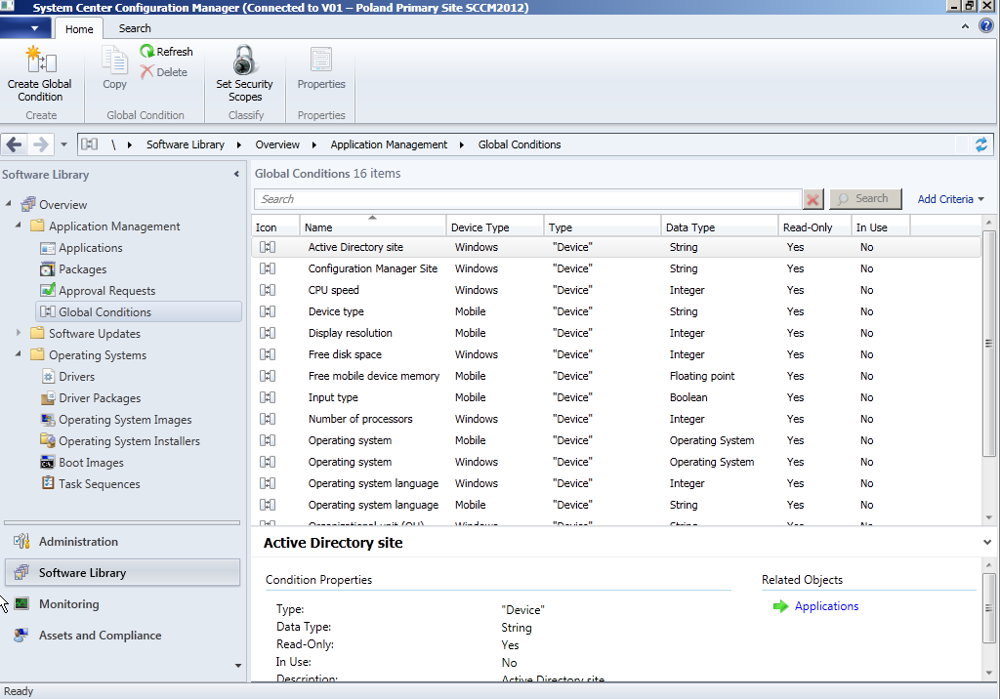 System Center Configuration Manager (Connected to V01 – Poland Primary Site SCCM2012)
Home Search
Create Global Condition
Create
Copy
Refresh
Delete
Global Condition
Set Security Scopes
Classify
Properties
Properties
\ Software Library Overview Application Management Global Conditions
Software Library
Overview
Application Management
Applications
Packages
Approval Requests
Global Conditions
Software Updates
Operating Systems
Drivers
Driver Packages
Operating System Images
Operating System Installers
Boot Images
Task Sequences
Administration
Software Library
Monitoring
Assets and Compliance
Global Conditions 16 items
Search Search Add Criteria
Icon Name Device Type Type Data Type Read-Only In Use
Active Directory site Windows "Device" String Yes No
Configuration Manager Site Windows "Device" String Yes No
CPU speed Windows "Device" Integer Yes No
Device type Mobile "Device" String Yes No
Display resolution Mobile "Device" Integer Yes No
Free disk space Windows "Device" Integer Yes No
Free mobile device memory Mobile "Device" Floating point Yes No
Input type Mobile "Device" Boolean Yes No
Number of processors Windows "Device" Integer Yes No
Operating system Mobile "Device" Operating System Yes No
Operating system Windows "Device" Operating System Yes No
Operating system language Windows "Device" Integer Yes No
Operating system language Mobile "Device" String Yes No
Organizational unit (OU) Windows "Device" String Yes No
Active Directory site
Condition Properties
Type: "Device"
Data Type: String
Read-Only: Yes
In Use: No
Description: Active Directory site
Related Objects
Applications
Ready